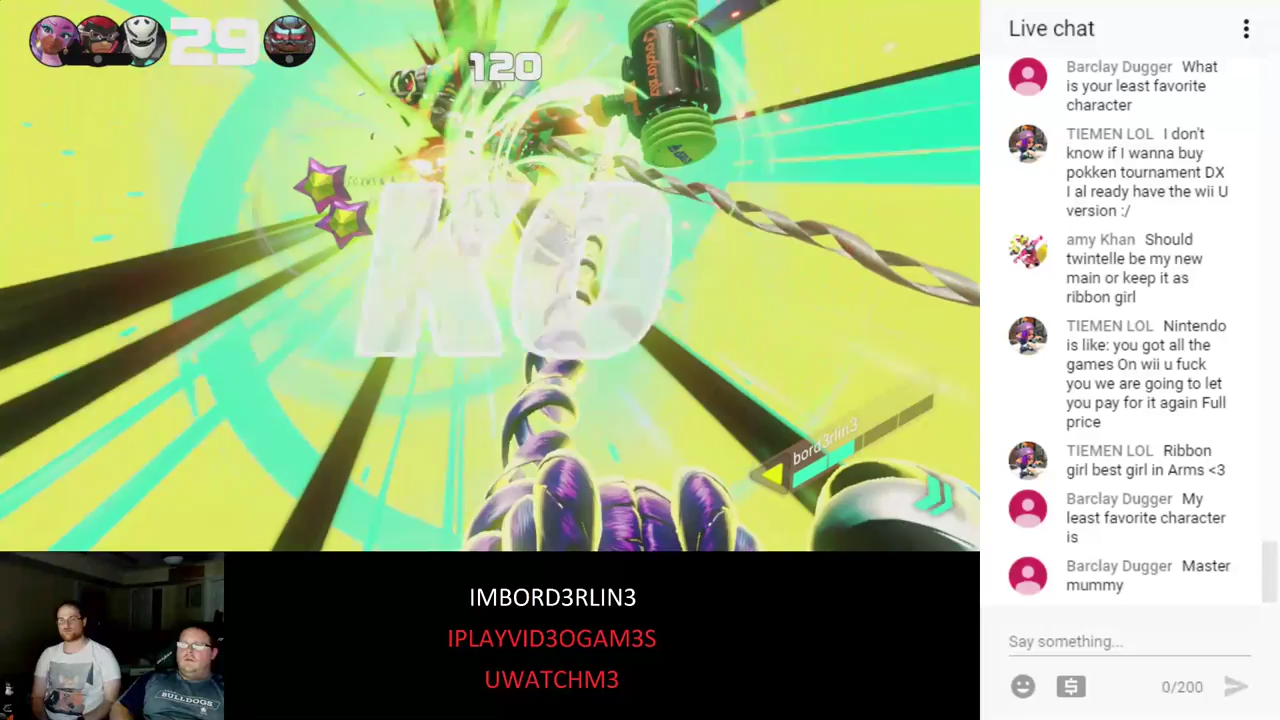 29
120
KO
bord3rlin3
IMBORD3RLIN3
IPLAYVID3OGAM3S
UWATCHM3
BULLDOGS
Live chat
Barclay Dugger What
is your least favorite
character
TIEMEN LOL I don't
know if I wanna buy
pokken tournament DX
I al ready have the wii U
version :/
amy Khan Should
twintelle be my new
main or keep it as
ribbon girl
TIEMEN LOL Nintendo
is like: you got all the
games On wii u fuck
you we are going to let
you pay for it again Full
price
TIEMEN LOL Ribbon
girl best girl in Arms <3
Barclay Dugger My
least favorite character
is
Barclay Dugger Master
mummy
Say something...
0/200